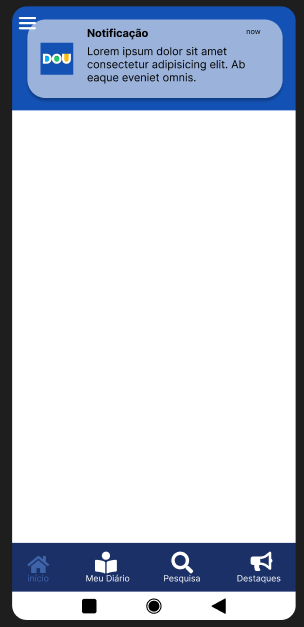 Notificação
now
DOU
Lorem ipsum dolor sit amet
consectetur adipisicing elit. Ab
eaque eveniet omnis.
início
Meu Diário
Pesquisa
Destaques